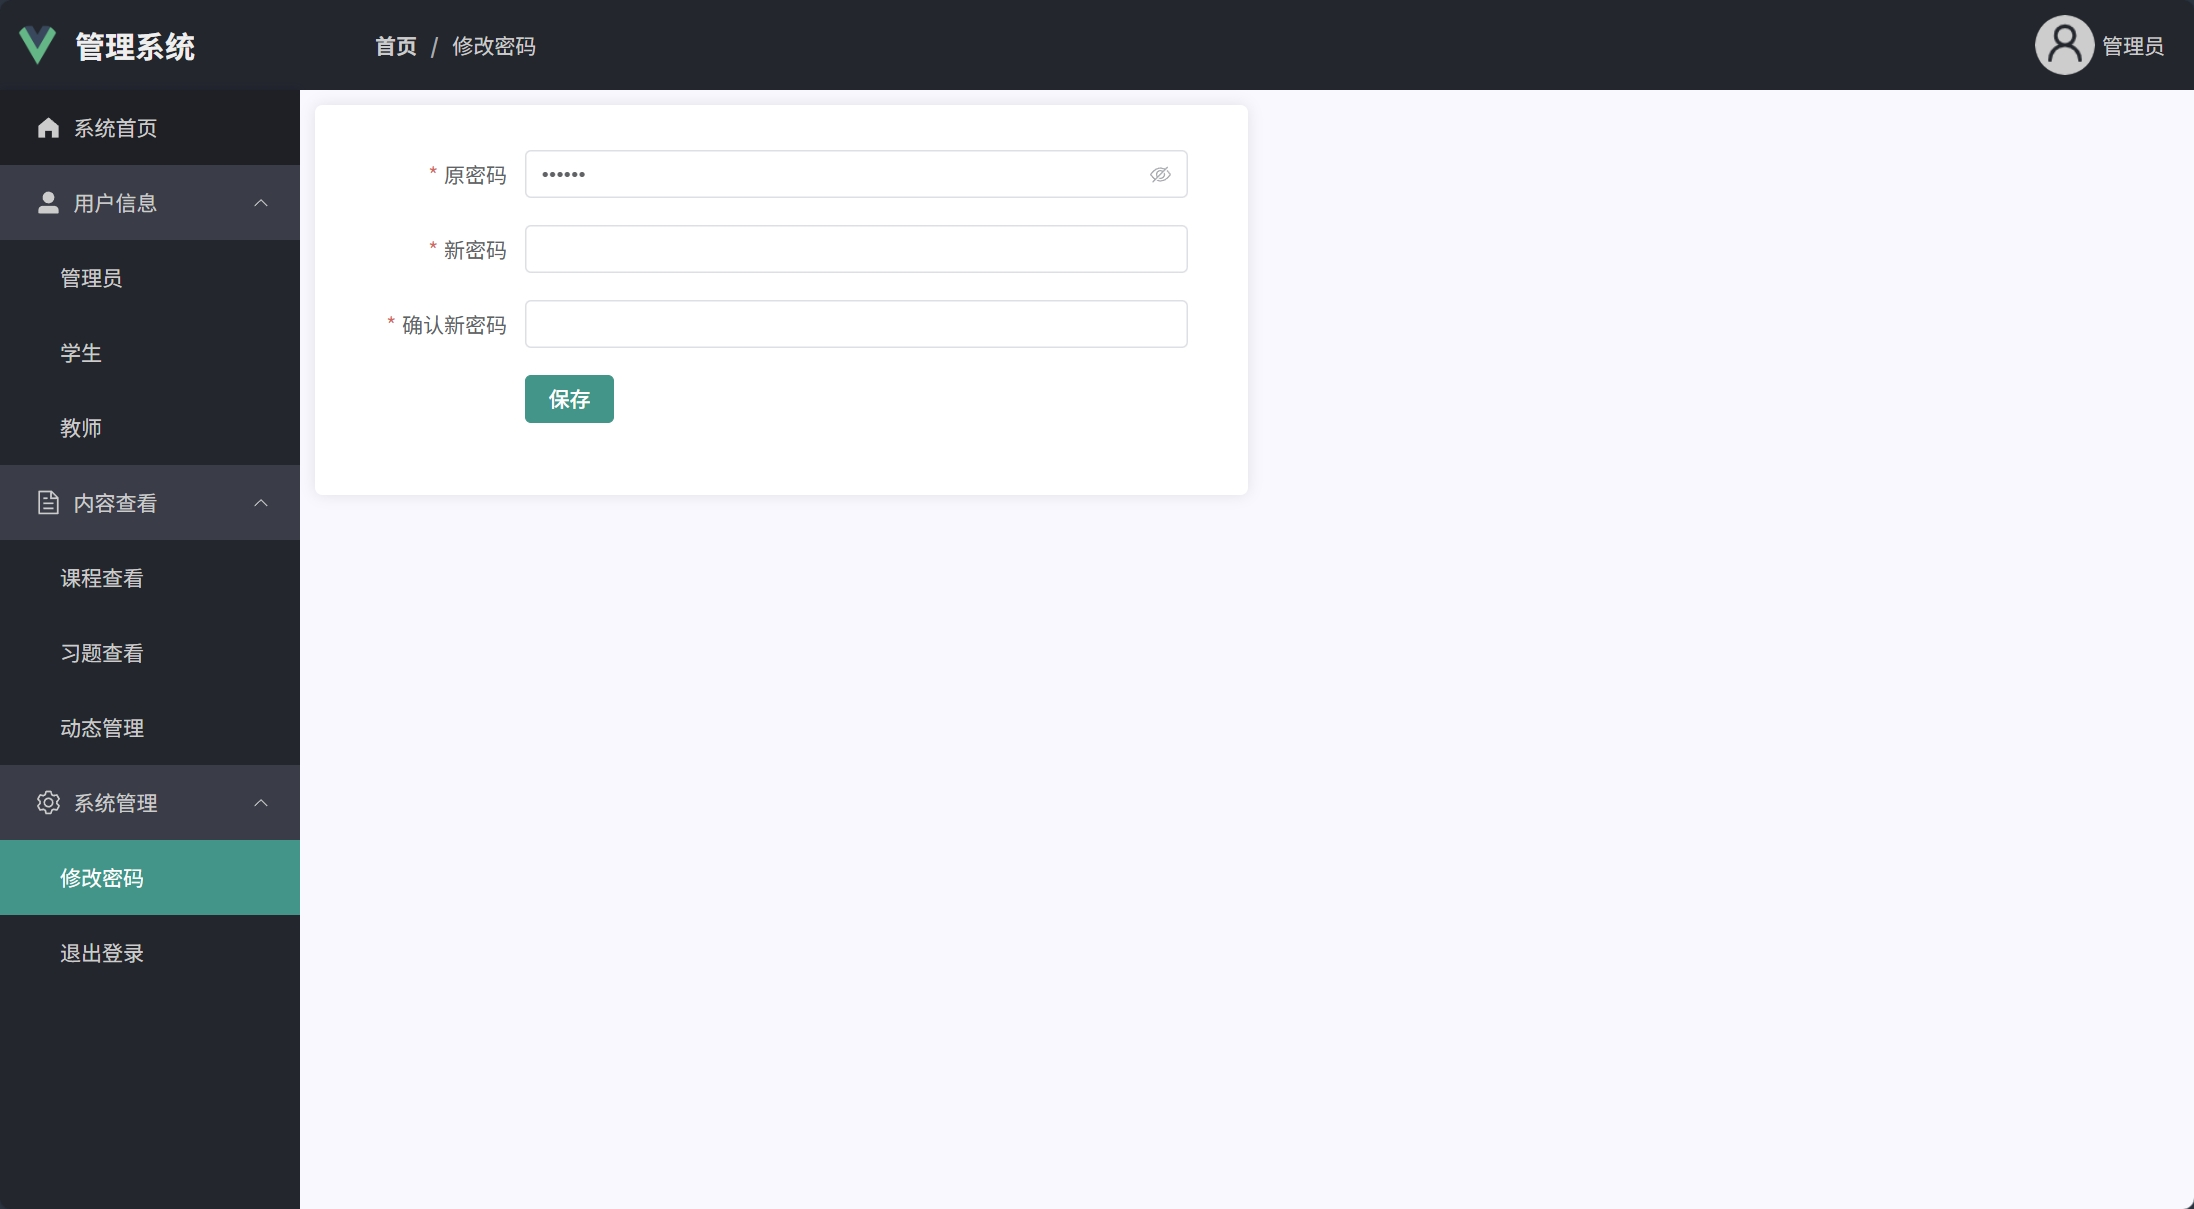 管理系统
首页 / 修改密码
管理员
系统首页
用户信息
管理员
学生
教师
内容查看
课程查看
习题查看
动态管理
系统管理
修改密码
退出登录
* 原密码 ••••••
* 新密码
* 确认新密码
保存